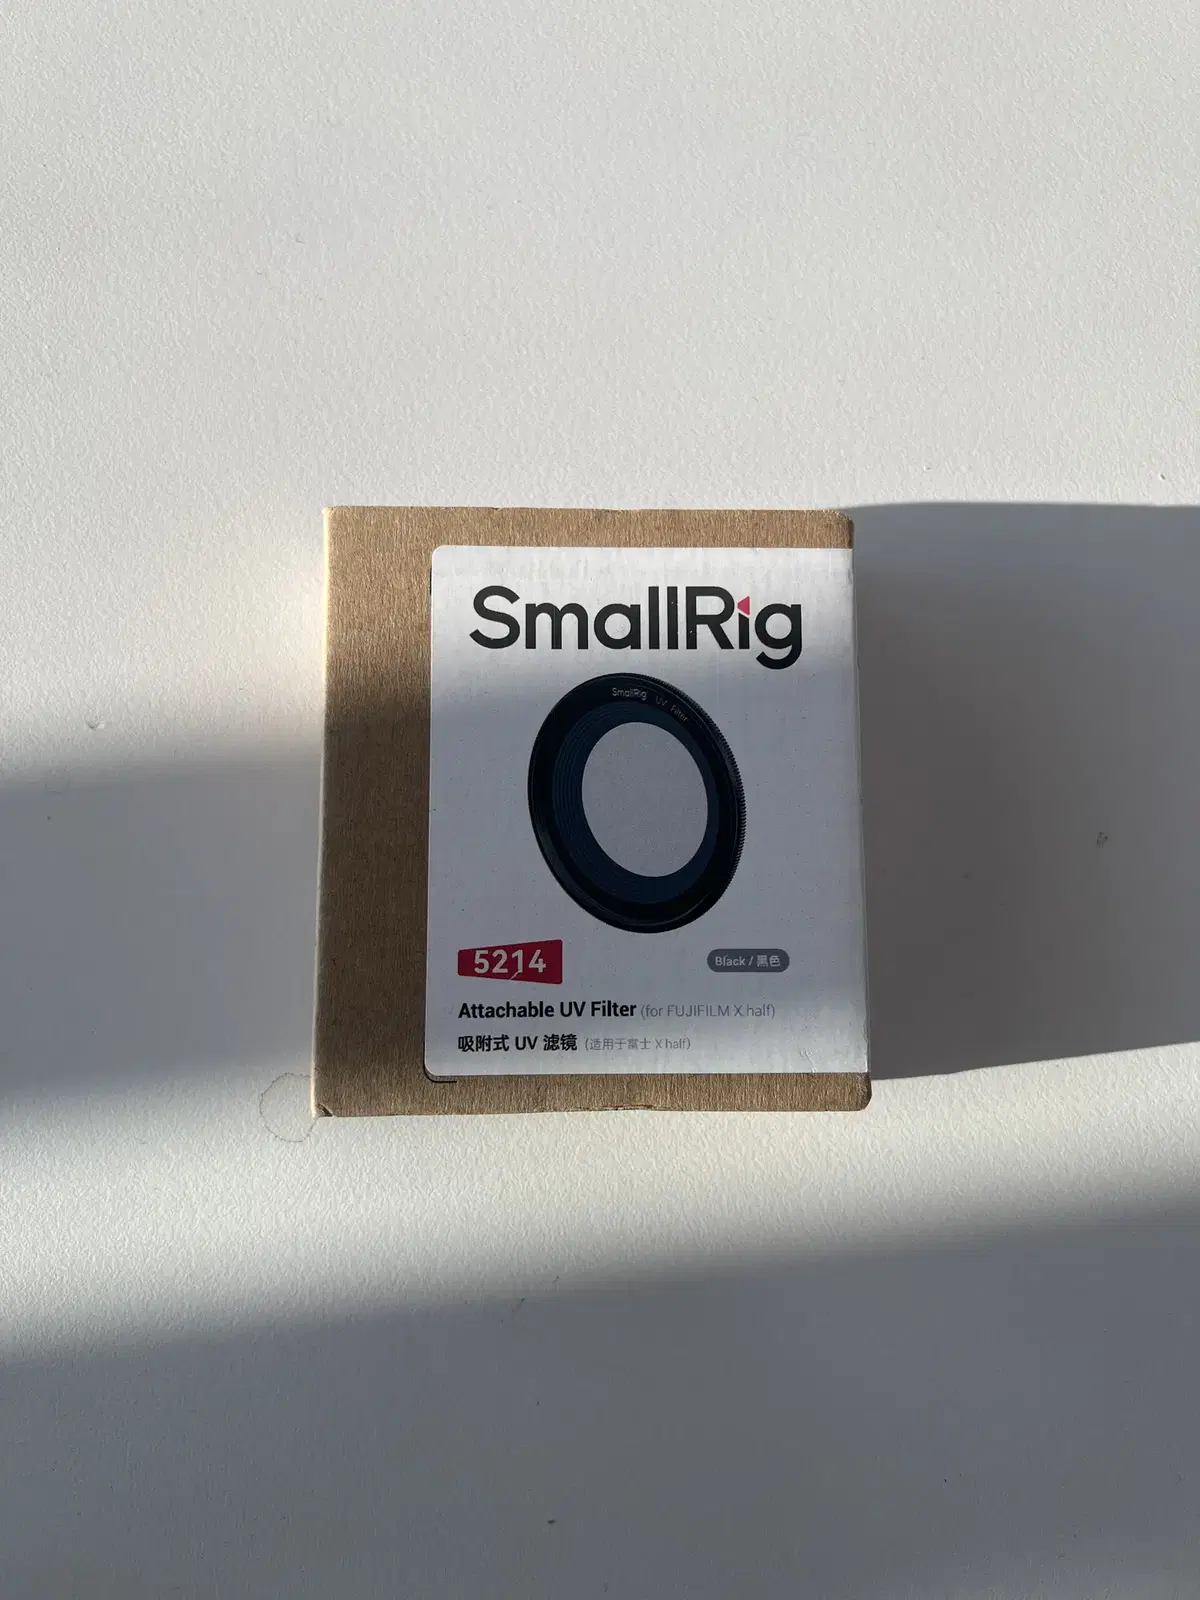 SmallRig
SmallRig UV Filter
5214
Black / 黑色
Attachable UV Filter (for FUJIFILM X half)
吸附式 UV 滤镜 (适用于富士 X half)